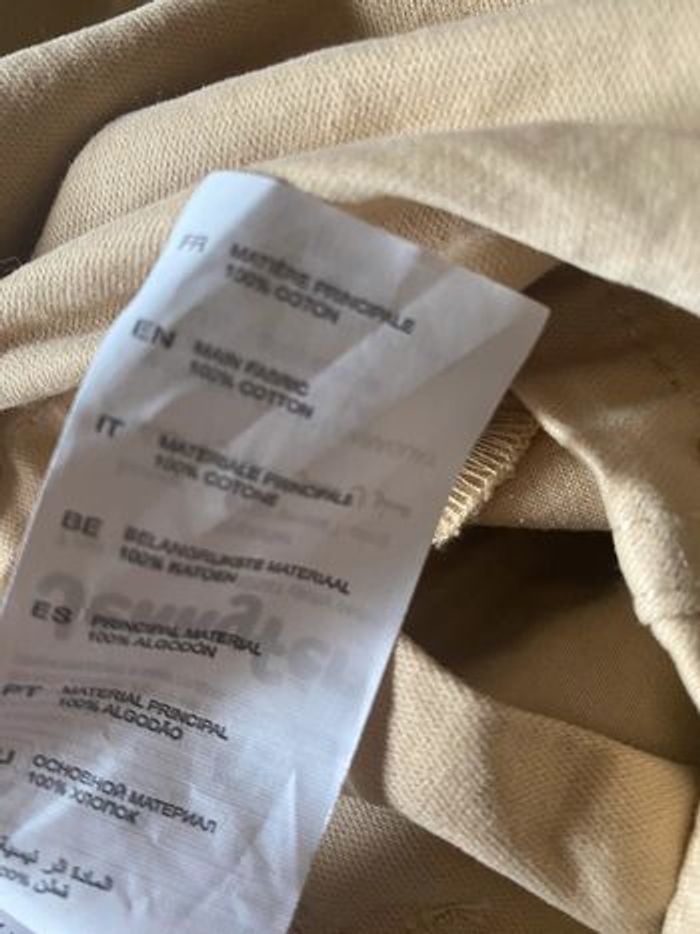 FR MATIÈRE PRINCIPALE
100% COTON
EN MAIN FABRIC
100% COTTON
IT MATERIALE PRINCIPALE
100% COTONE
BE BELANGRIJKSTE MATERIAAL
100% KATOEN
ES PRINCIPAL MATERIAL
100% ALGODÓN
PT MATERIAL PRINCIPAL
100% ALGODÃO
ОСНОВНОЙ МАТЕРИАЛ
100% ХЛОПОК